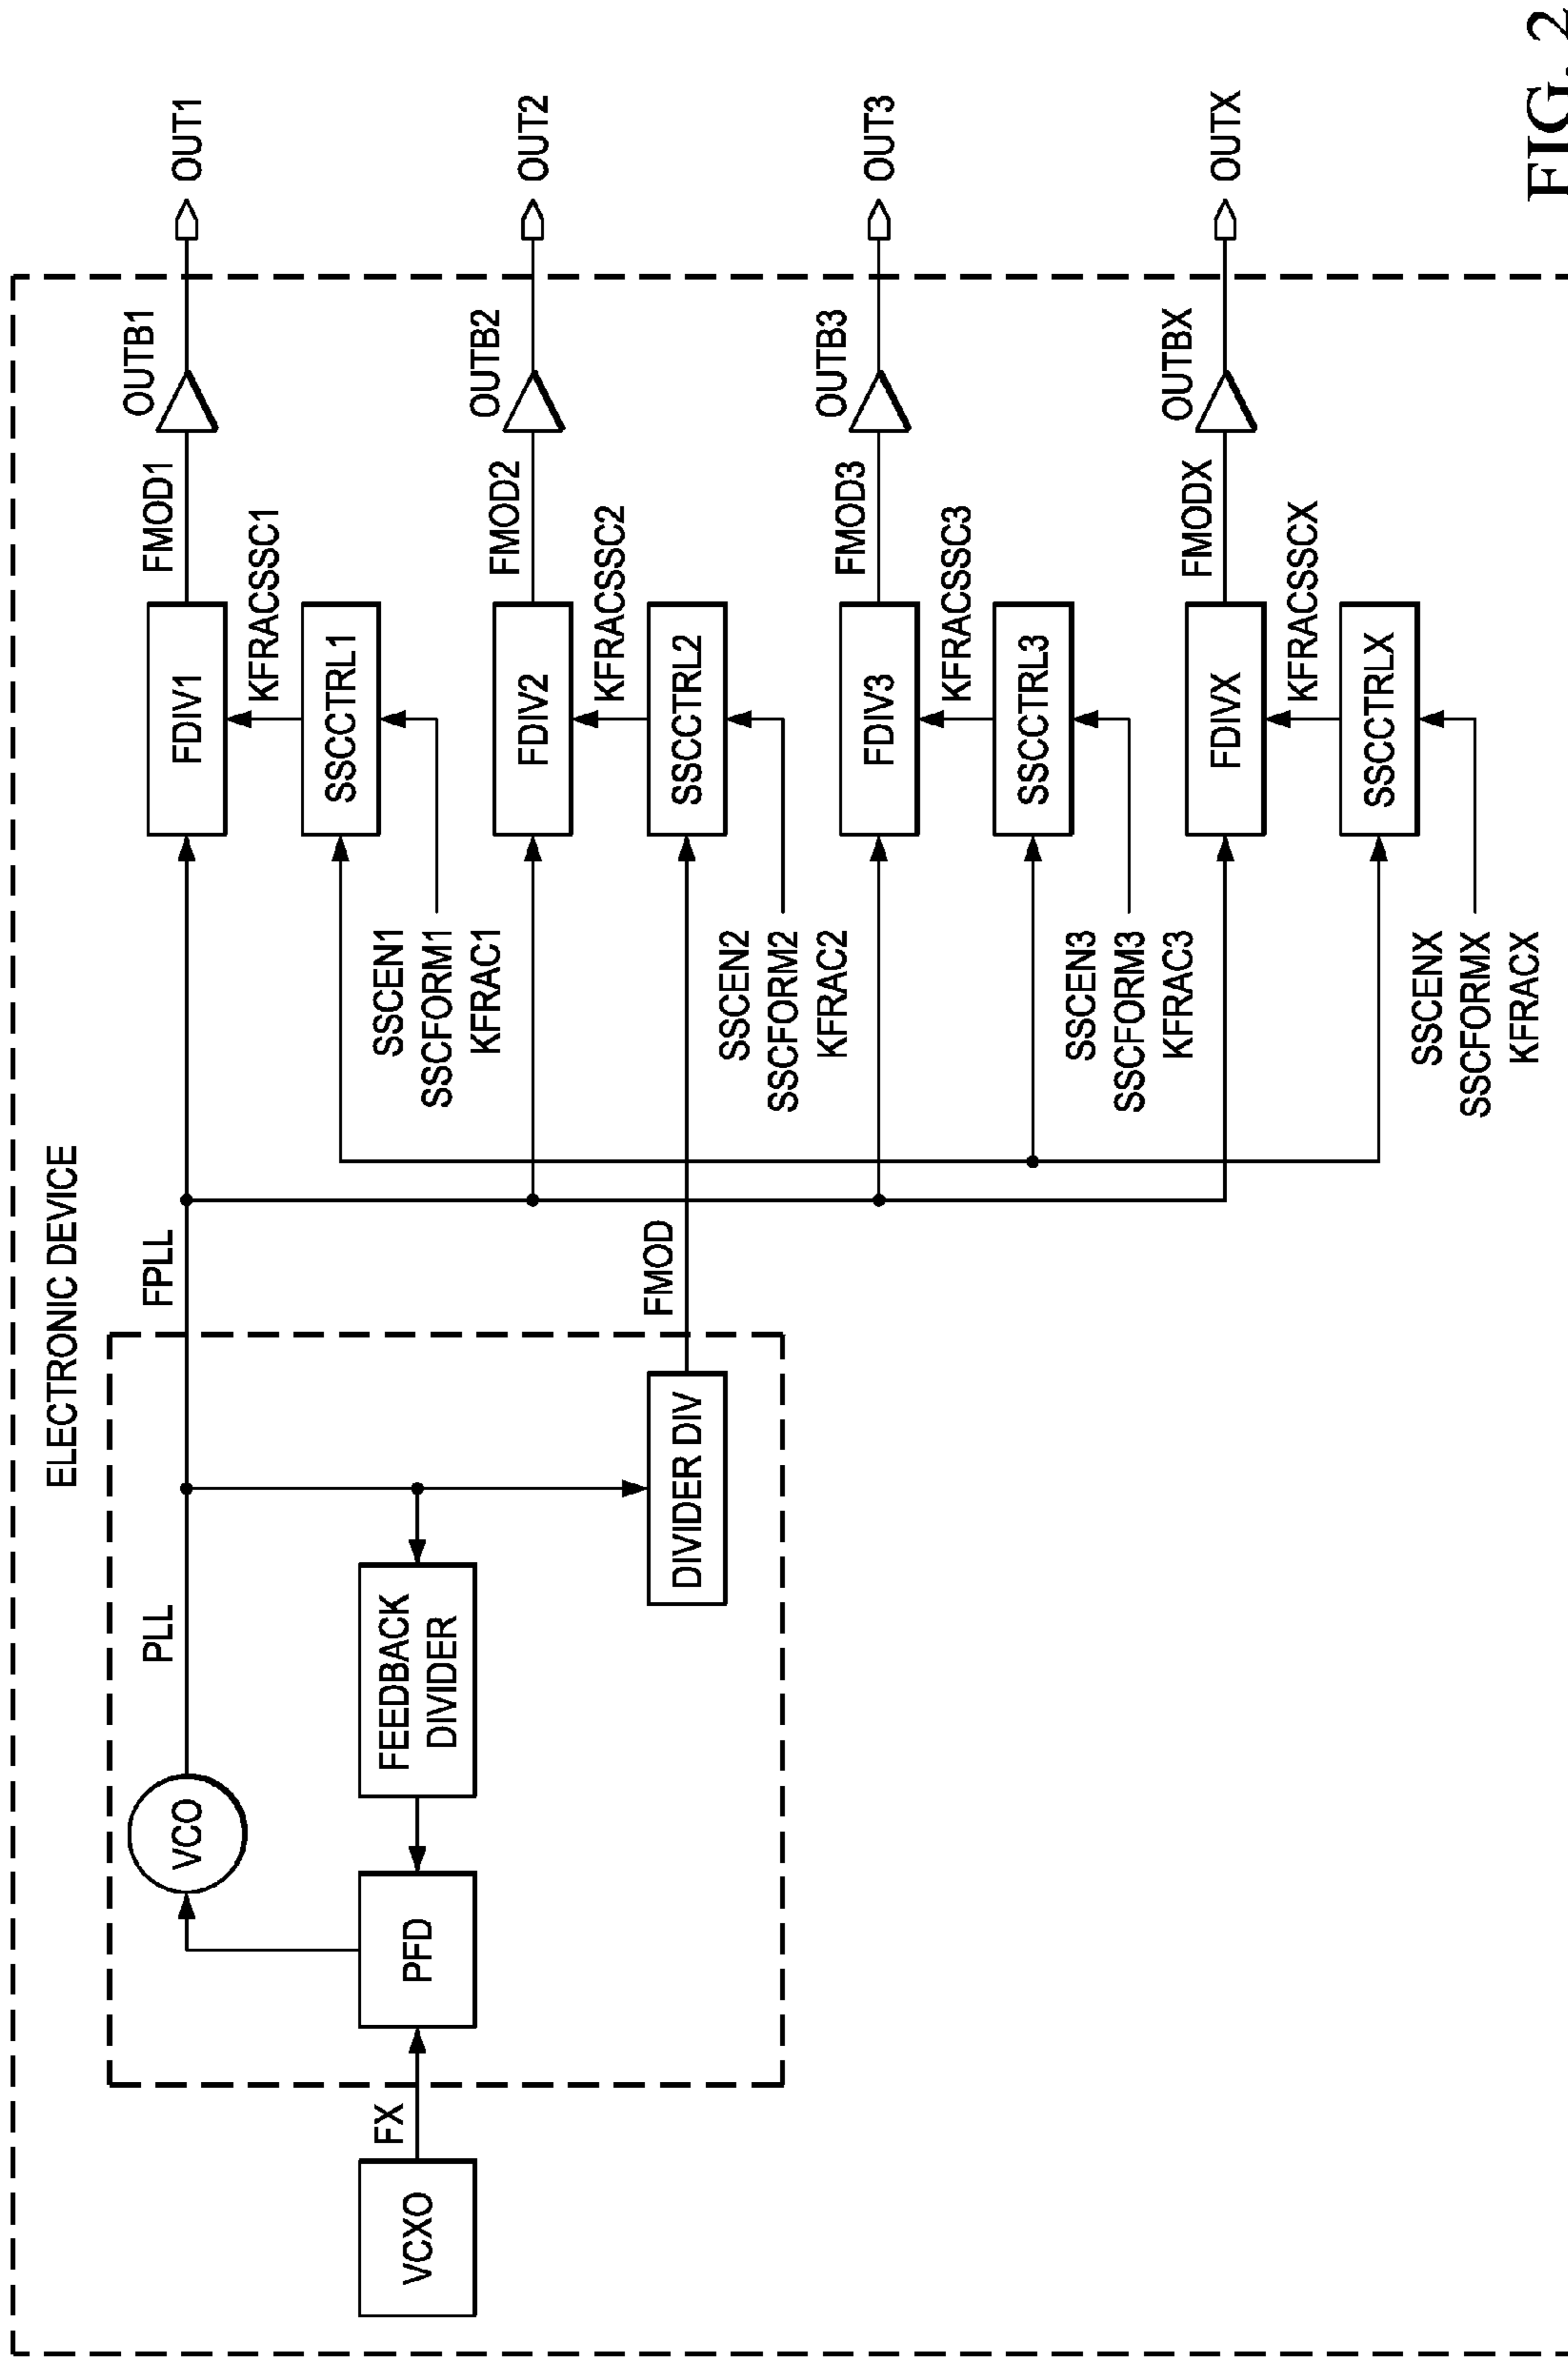 ELECTRONIC DEVICE
VCXO
FX
PFD
VCO
FEEDBACK
DIVIDER
PLL
DIVIDER DIV
FPLL
FMOD
FDIV1
KFRACSSC1
SSCCTRL1
SSCEN1
SSCFORM1
KFRAC1
FMOD1
OUTB1
OUT1
FDIV2
KFRACSSC2
SSCCTRL2
SSCEN2
SSCFORM2
KFRAC2
FMOD2
OUTB2
OUT2
FDIV3
KFRACSSC3
SSCCTRL3
SSCEN3
SSCFORM3
KFRAC3
FMOD3
OUTB3
OUT3
FDIVX
KFRACSSCX
SSCCTRLX
SSCENX
SSCFORMX
KFRACX
FMODX
OUTBX
OUTX
FIG. 2